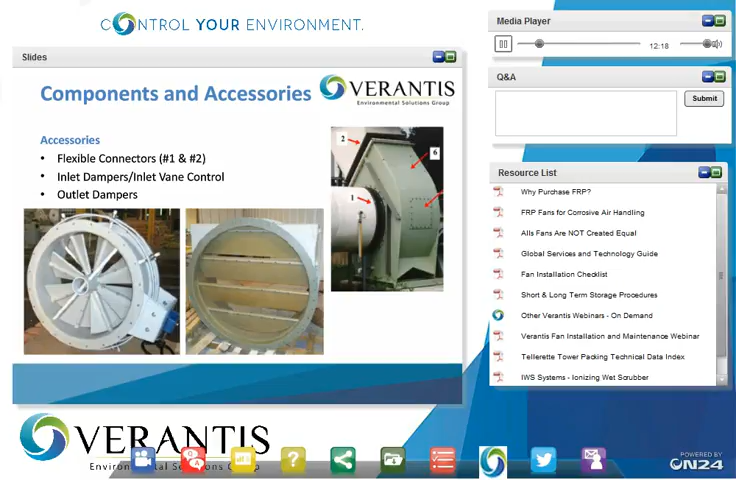 CONTROL YOUR ENVIRONMENT.
Slides
Components and Accessories
VERANTIS
Environmental Solutions Group
Accessories
• Flexible Connectors (#1 & #2)
• Inlet Dampers/Inlet Vane Control
• Outlet Dampers
2
6
1
VERANTIS
Environmental Solutions Group
Media Player
12:18
Q&A
Submit
Resource List
Why Purchase FRP?
FRP Fans for Corrosive Air Handling
Alls Fans Are NOT Created Equal
Global Services and Technology Guide
Fan Installation Checklist
Short & Long Term Storage Procedures
Other Verantis Webinars - On Demand
Verantis Fan Installation and Maintenance Webinar
Tellerette Tower Packing Technical Data Index
IWS Systems - Ionizing Wet Scrubber
Q
A
?
POWERED BY
ON24